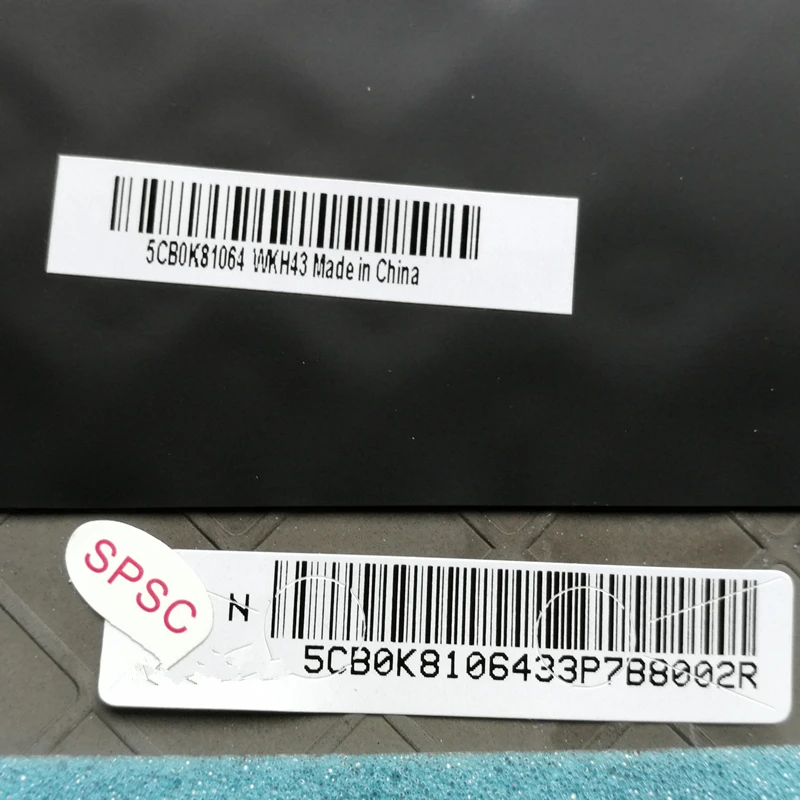 5CB0K81064 WKH43 Made in China
SPSC
N
5CB0K8106433P7B8002R